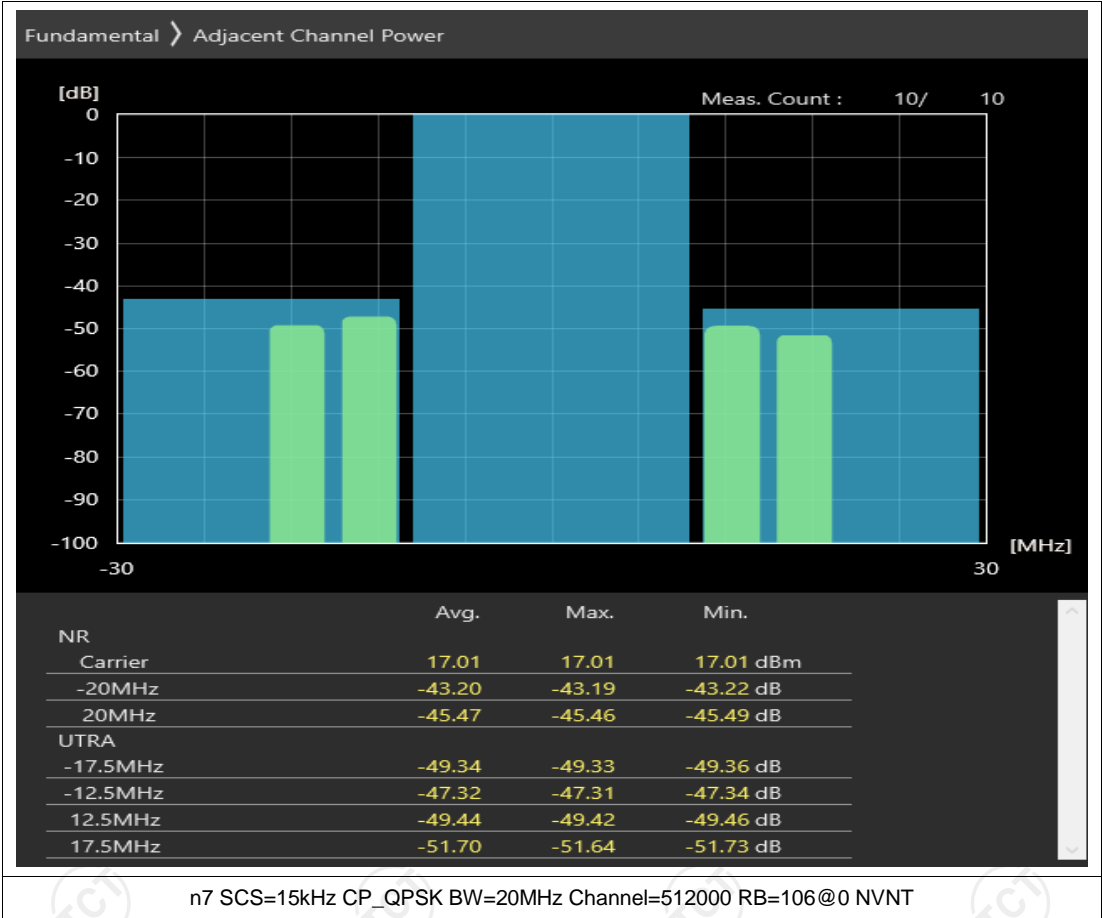 Fundamental ❯ Adjacent Channel Power
[dB]
Meas. Count : 10/ 10
0
-10
-20
-30
-40
-50
-60
-70
-80
-90
-100
[MHz]
-30 30
Avg. Max. Min.
NR
Carrier 17.01 17.01 17.01 dBm
-20MHz -43.20 -43.19 -43.22 dB
20MHz -45.47 -45.46 -45.49 dB
UTRA
-17.5MHz -49.34 -49.33 -49.36 dB
-12.5MHz -47.32 -47.31 -47.34 dB
12.5MHz -49.44 -49.42 -49.46 dB
17.5MHz -51.70 -51.64 -51.73 dB
n7 SCS=15kHz CP_QPSK BW=20MHz Channel=512000 RB=106@0 NVNT
TCT TCT TCT